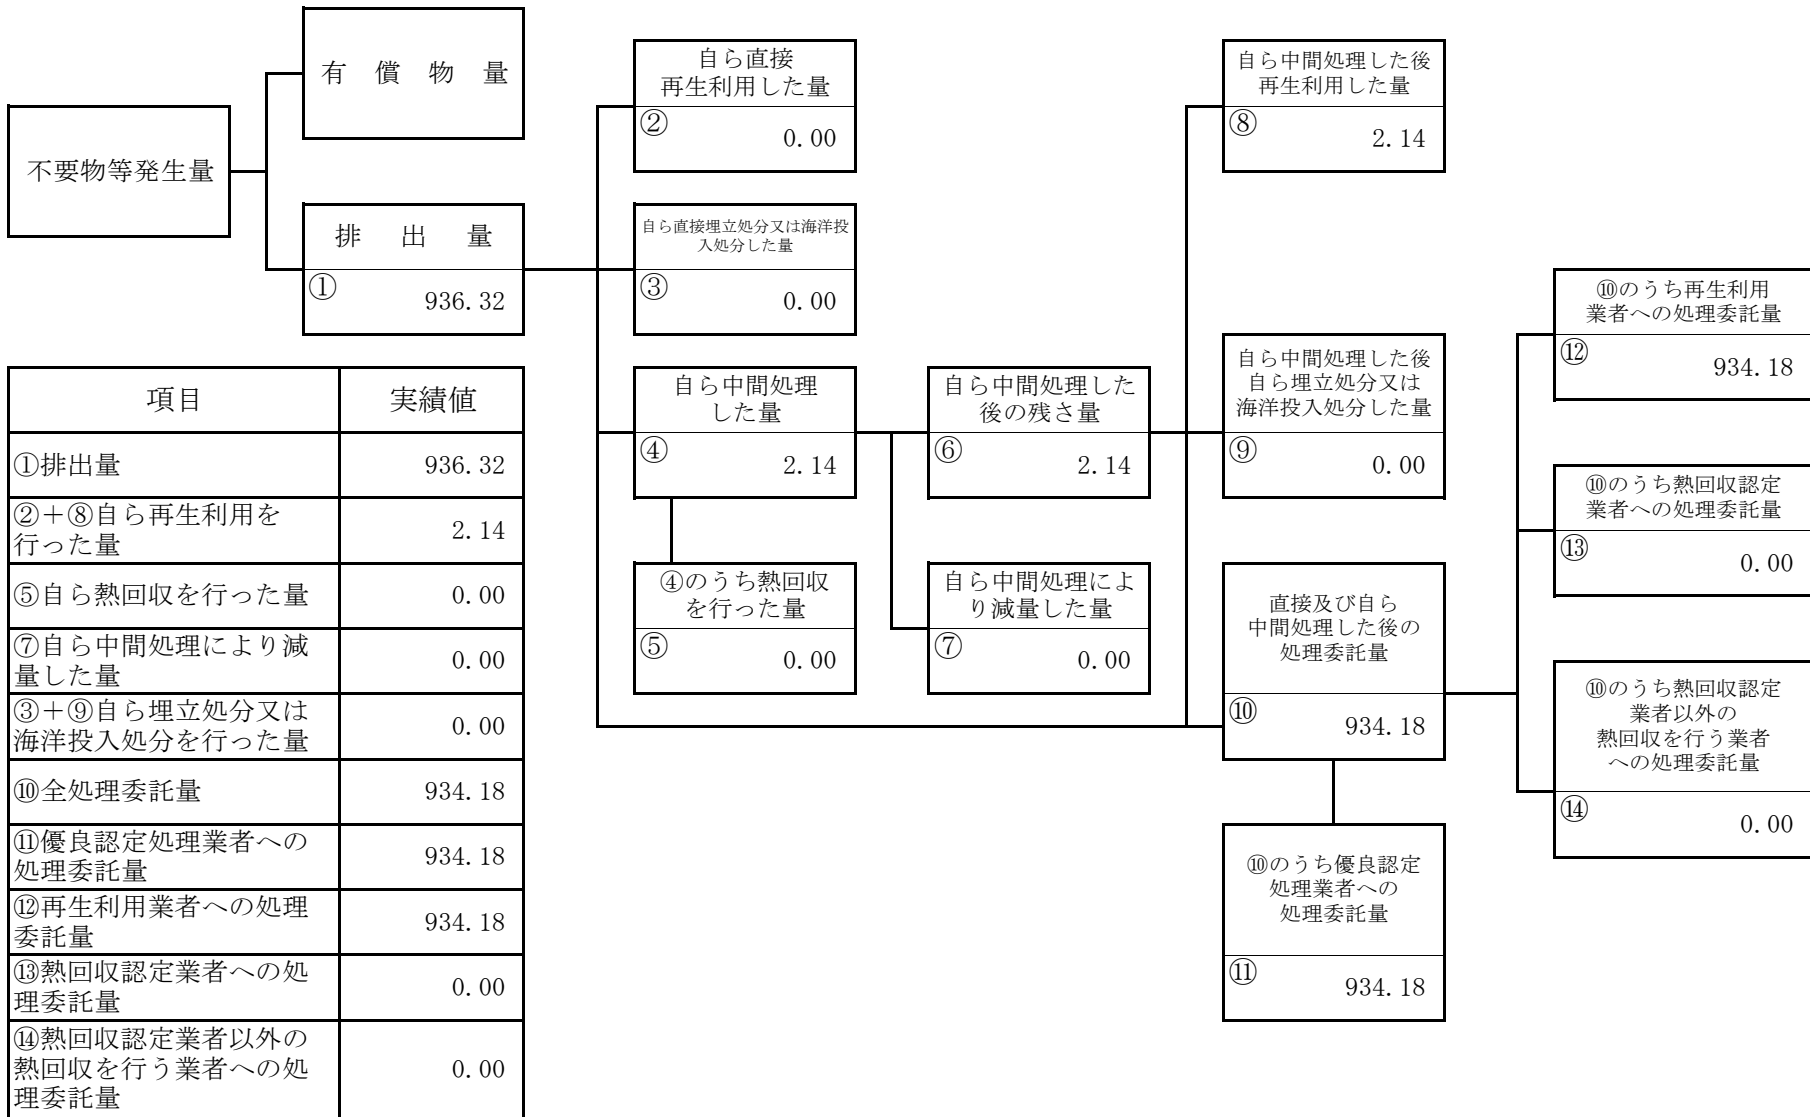 不要物等発生量
有 償 物 量
排 出 量
① 936.32
自ら直接
再生利用した量
② 0.00
自ら直接埋立処分又は海洋投
入処分した量
③ 0.00
自ら中間処理
した量
④ 2.14
④のうち熱回収
を行った量
⑤ 0.00
自ら中間処理した
後の残さ量
⑥ 2.14
自ら中間処理によ
り減量した量
⑦ 0.00
自ら中間処理した後
再生利用した量
⑧ 2.14
自ら中間処理した後
自ら埋立処分又は
海洋投入処分した量
⑨ 0.00
直接及び自ら
中間処理した後の
処理委託量
⑩ 934.18
⑩のうち優良認定
処理業者への
処理委託量
⑪ 934.18
⑩のうち再生利用
業者への処理委託量
⑫ 934.18
⑩のうち熱回収認定
業者への処理委託量
⑬ 0.00
⑩のうち熱回収認定
業者以外の
熱回収を行う業者
への処理委託量
⑭ 0.00
項目 実績値
①排出量 936.32
②+⑧自ら再生利用を
行った量 2.14
⑤自ら熱回収を行った量 0.00
⑦自ら中間処理により減
量した量 0.00
③+⑨自ら埋立処分又は
海洋投入処分を行った量 0.00
⑩全処理委託量 934.18
⑪優良認定処理業者への
処理委託量 934.18
⑫再生利用業者への処理
委託量 934.18
⑬熱回収認定業者への処
理委託量 0.00
⑭熱回収認定業者以外の
熱回収を行う業者への処
理委託量 0.00